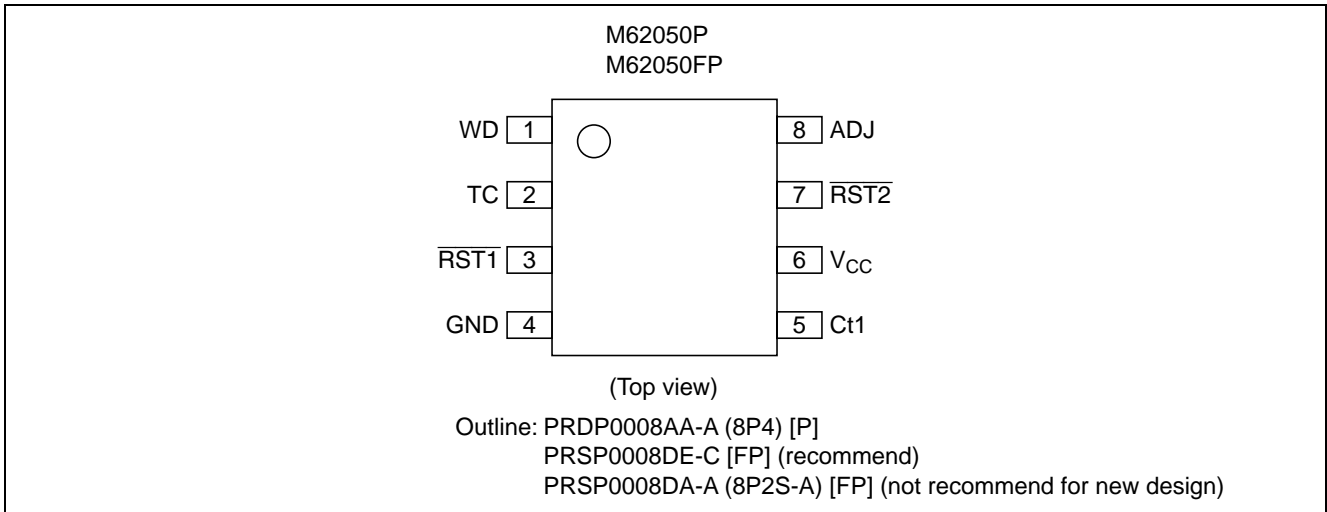 M62050P
M62050FP
WD 1 8 ADJ
TC 2 7 RST2
RST1 3 6 VCC
GND 4 5 Ct1
(Top view)
Outline: PRDP0008AA-A (8P4) [P]
PRSP0008DE-C [FP] (recommend)
PRSP0008DA-A (8P2S-A) [FP] (not recommend for new design)